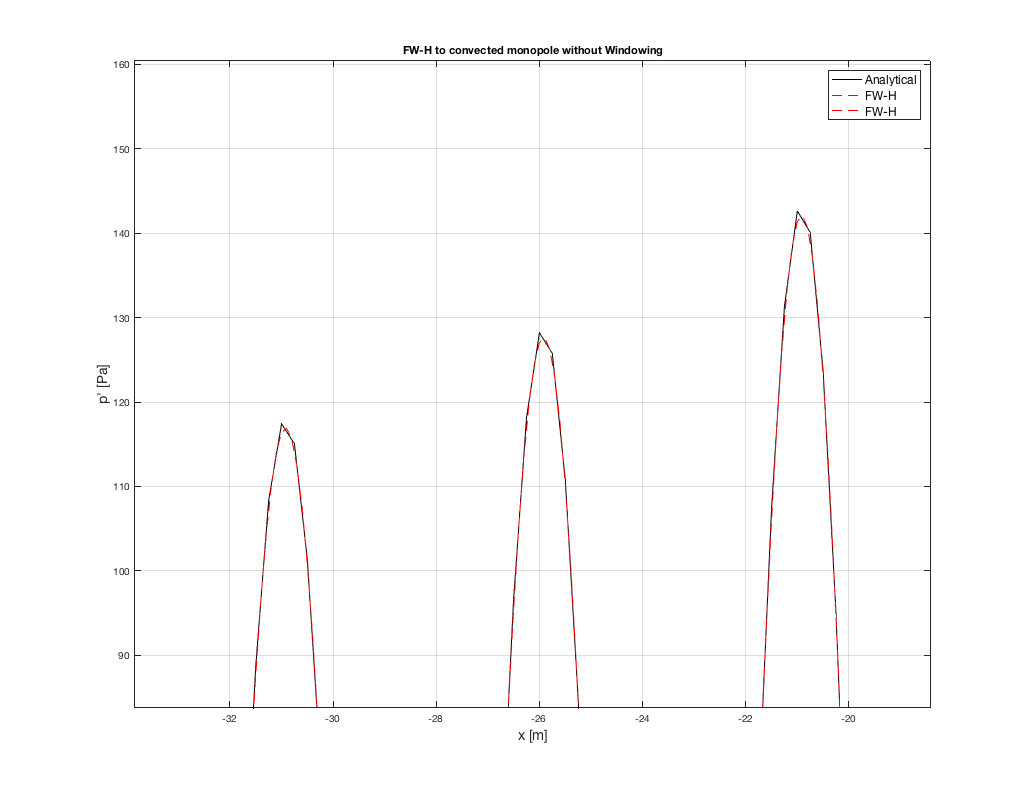 FW-H to convected monopole without Windowing
Analytical
FW-H
FW-H
160
150
140
130
120
110
100
90
p' [Pa]
-32
-30
-28
-26
-24
-22
-20
x [m]